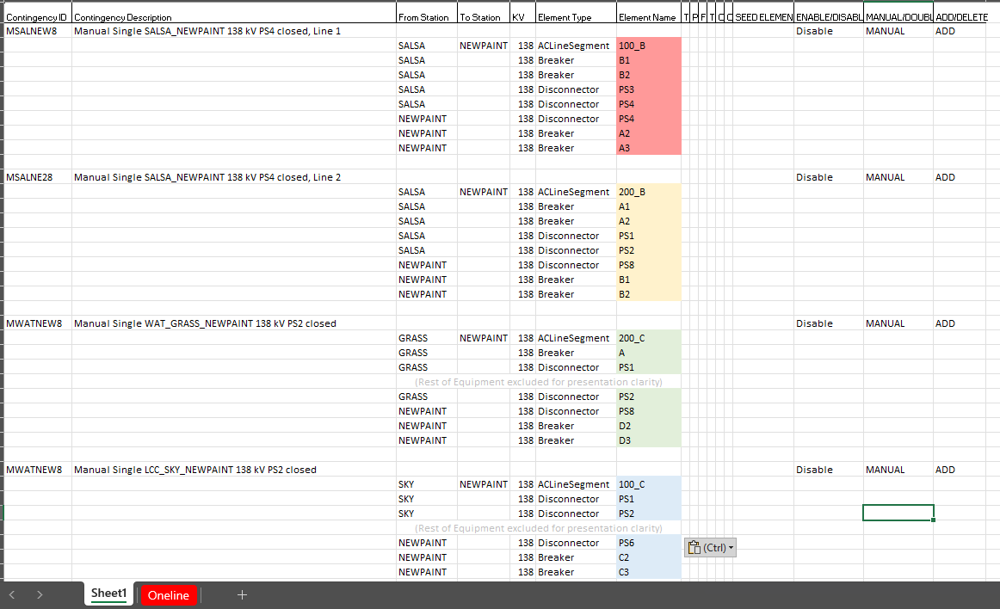 Contingency ID Contingency Description From Station To Station KV Element Type Element Name T P F T C C SEED ELEMEN ENABLE/DISABL MANUAL/DOUBL ADD/DELETE
MSALNEW8 Manual Single SALSA_NEWPAINT 138 kV PS4 closed, Line 1 Disable MANUAL ADD
SALSA NEWPAINT 138 ACLineSegment 100_B
SALSA 138 Breaker B1
SALSA 138 Breaker B2
SALSA 138 Disconnector PS3
SALSA 138 Disconnector PS4
NEWPAINT 138 Disconnector PS4
NEWPAINT 138 Breaker A2
NEWPAINT 138 Breaker A3
MSALNE28 Manual Single SALSA_NEWPAINT 138 kV PS4 closed, Line 2 Disable MANUAL ADD
SALSA NEWPAINT 138 ACLineSegment 200_B
SALSA 138 Breaker A1
SALSA 138 Breaker A2
SALSA 138 Disconnector PS1
SALSA 138 Disconnector PS2
NEWPAINT 138 Disconnector PS8
NEWPAINT 138 Breaker B1
NEWPAINT 138 Breaker B2
MWATNEW8 Manual Single WAT_GRASS_NEWPAINT 138 kV PS2 closed Disable MANUAL ADD
GRASS NEWPAINT 138 ACLineSegment 200_C
GRASS 138 Breaker A
GRASS 138 Disconnector PS1
(Rest of Equipment excluded for presentation clarity)
GRASS 138 Disconnector PS2
NEWPAINT 138 Disconnector PS8
NEWPAINT 138 Breaker D2
NEWPAINT 138 Breaker D3
MWATNEW8 Manual Single LCC_SKY_NEWPAINT 138 kV PS2 closed Disable MANUAL ADD
SKY NEWPAINT 138 ACLineSegment 100_C
SKY 138 Disconnector PS1
SKY 138 Disconnector PS2
(Rest of Equipment excluded for presentation clarity)
NEWPAINT 138 Disconnector PS6
(Ctrl)
NEWPAINT 138 Breaker C2
NEWPAINT 138 Breaker C3
Sheet1 Oneline